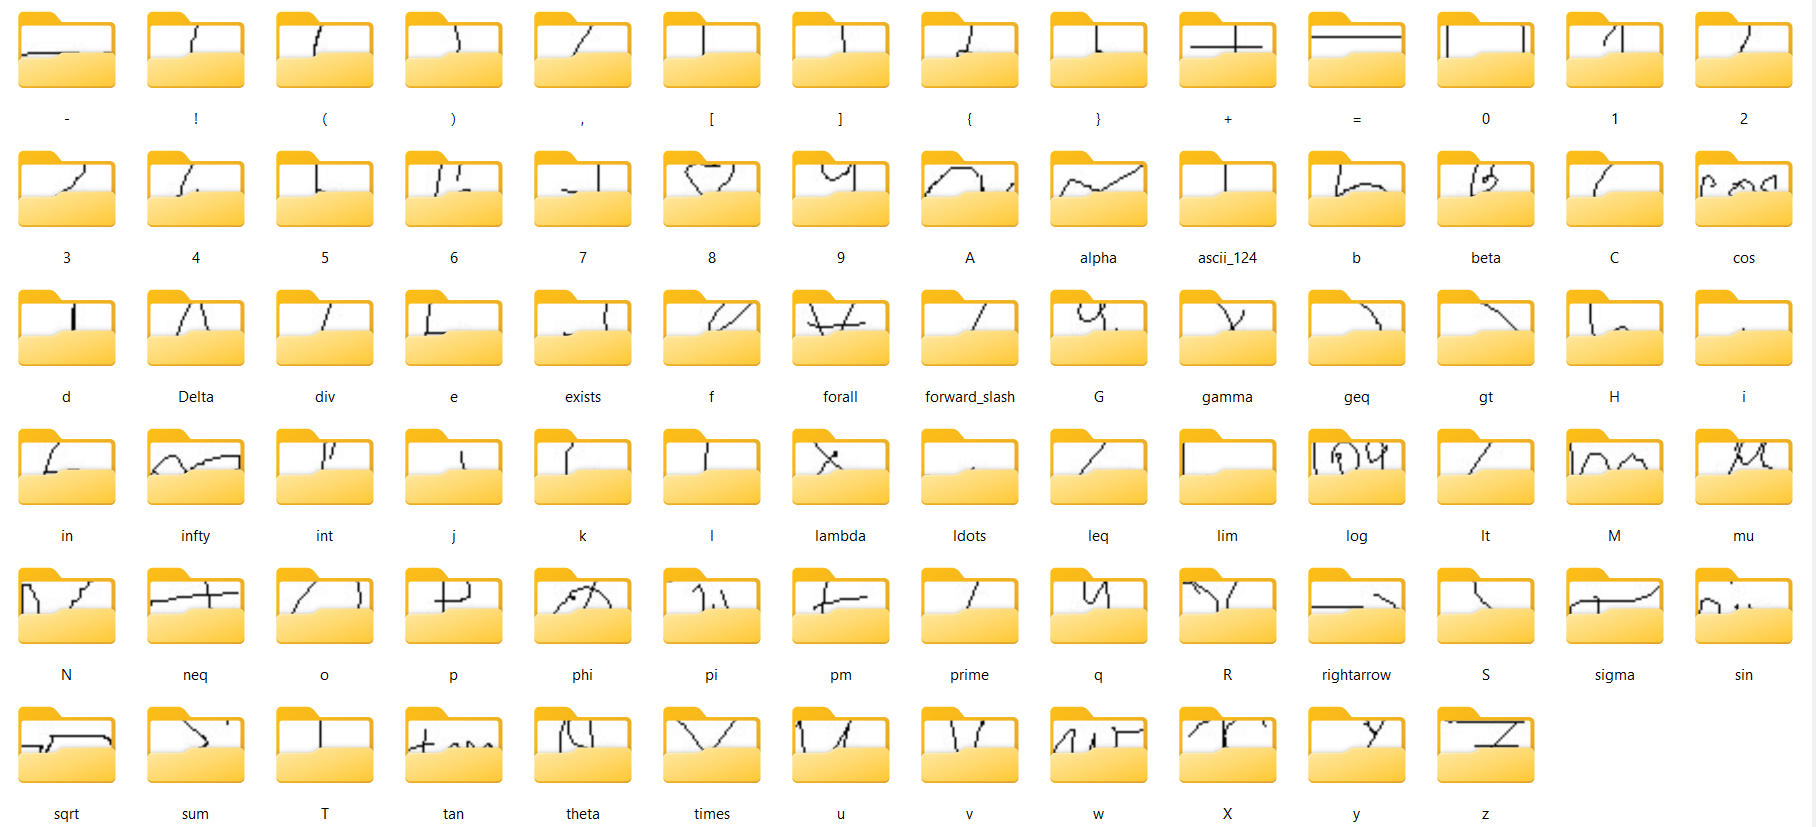 - ! ( ) , [ ] { } + = 0 1 2
3 4 5 6 7 8 9 A alpha ascii_124 b beta C cos
d Delta div e exists f forall forward_slash G gamma geq gt H i
in infty int j k l lambda ldots leq lim log lt M mu
N neq o p phi pi pm prime q R rightarrow S sigma sin
sqrt sum T tan theta times u v w X y z